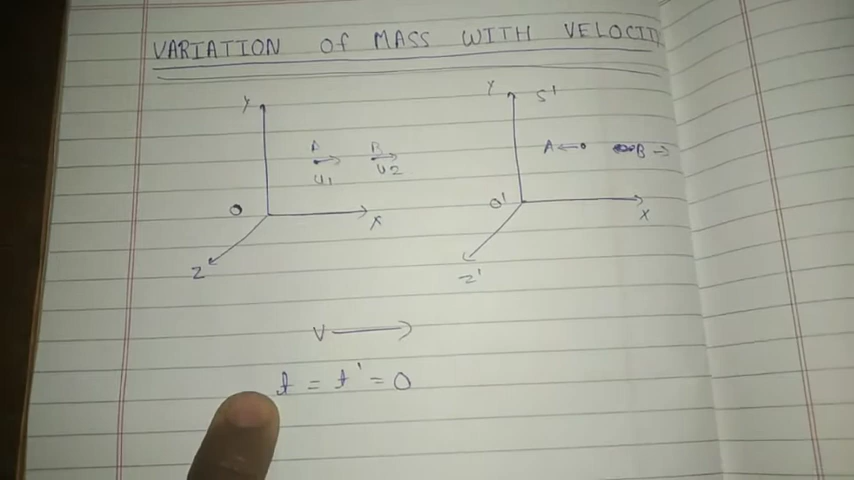 VARIATION of MASS WITH VELOCIT
Y
A B
U1 U2
O
X
Z
Y S'
A B
O'
X
Z'
V
t = t' = 0